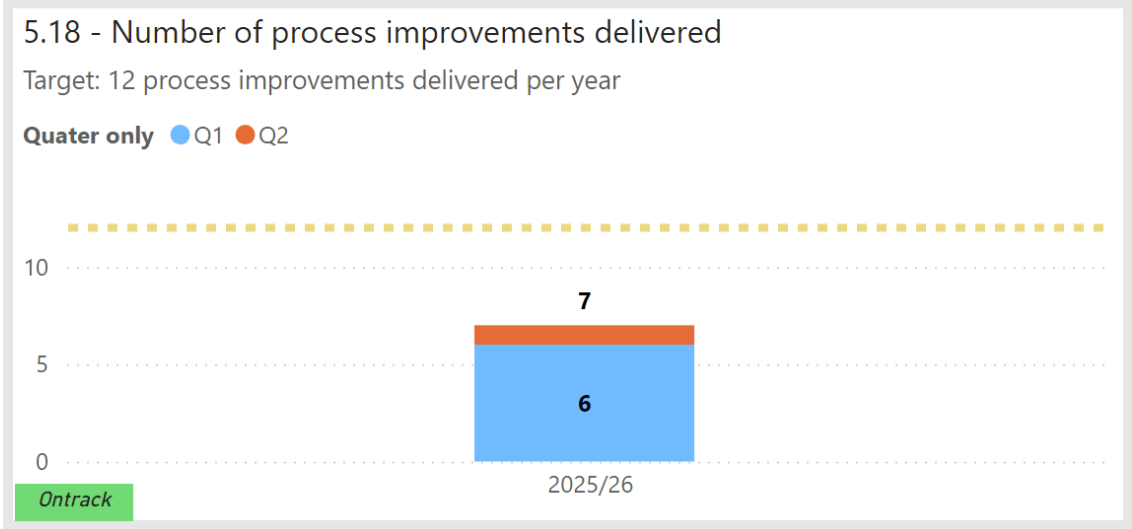 5.18 - Number of process improvements delivered
Target: 12 process improvements delivered per year
Quater only Q1 Q2
10
7
5
6
0
2025/26
Ontrack